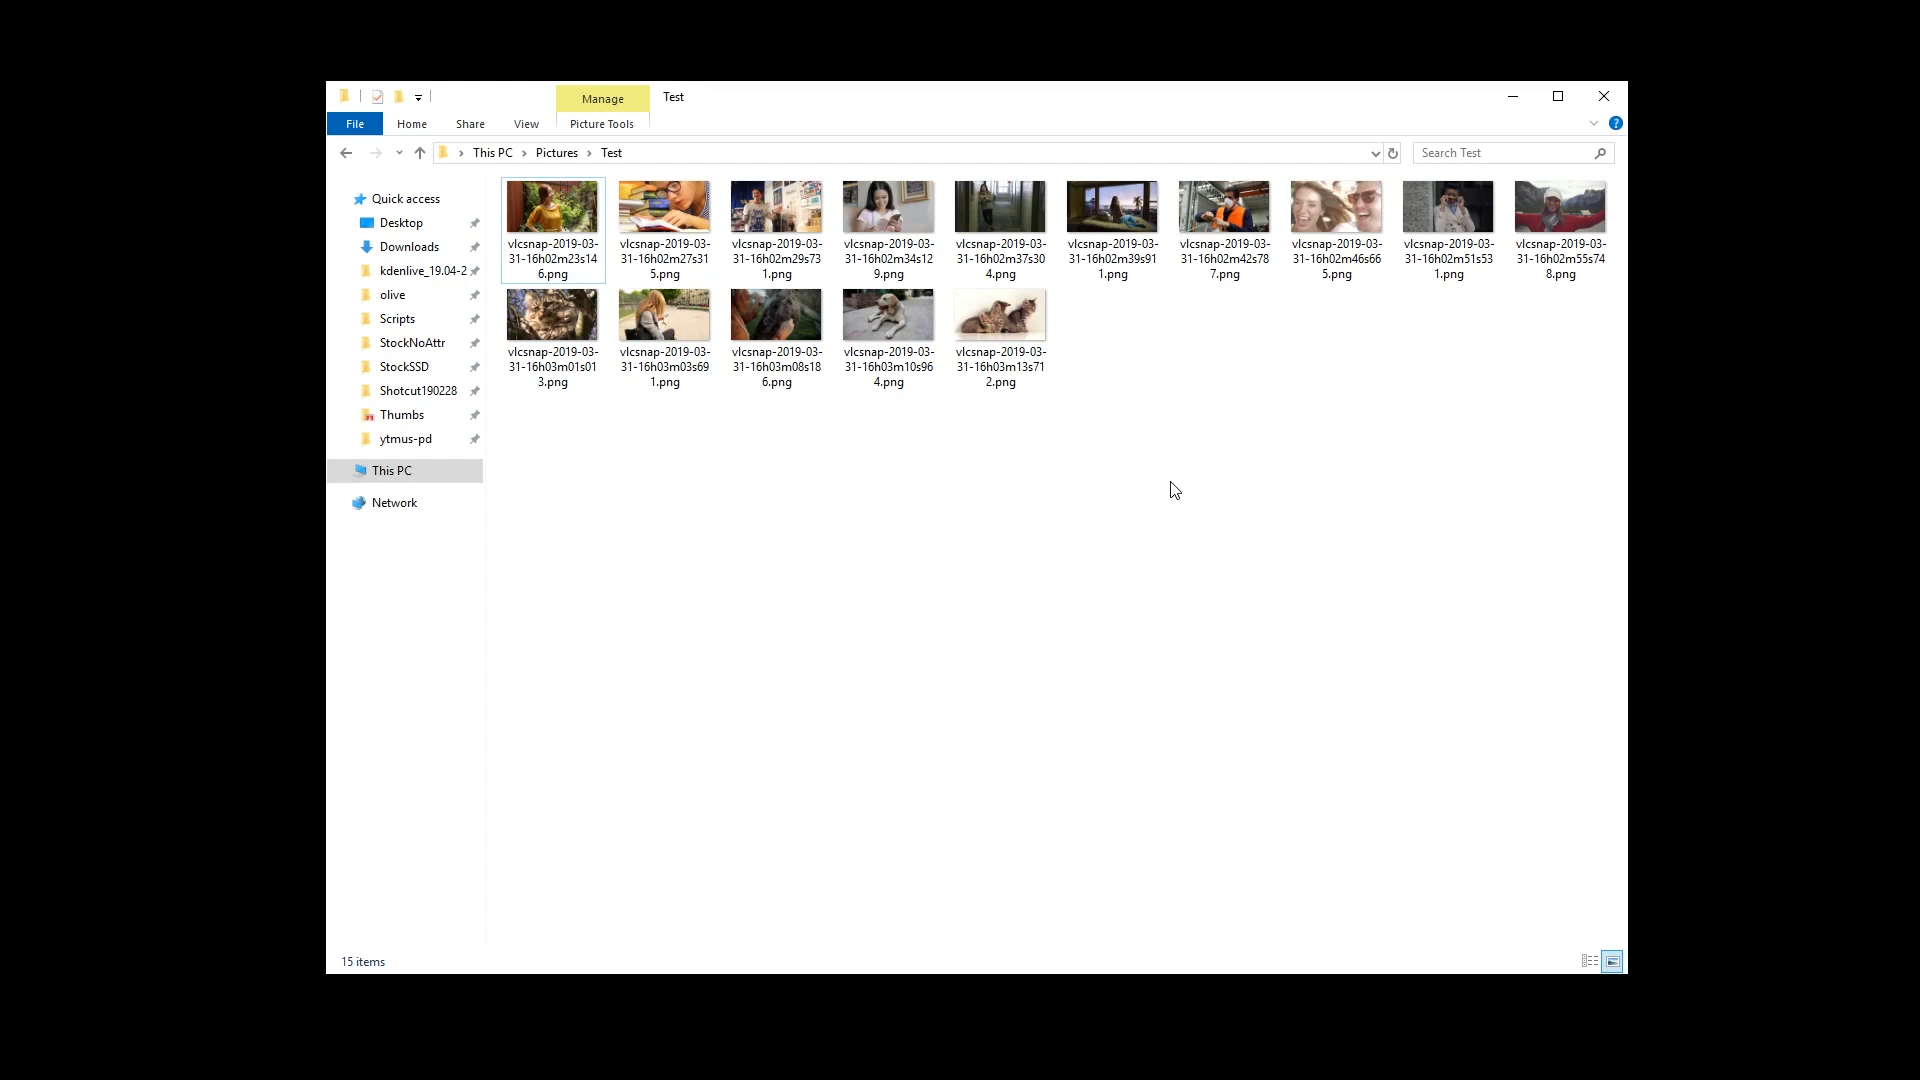 Manage
Test
File
Home
Share
View
Picture Tools
This PC
Pictures
Test
Search Test
Quick access
Desktop
Downloads
kdenlive_19.04-2
olive
Scripts
StockNoAttr
StockSSD
Shotcut190228
Thumbs
ytmus-pd
This PC
Network
vlcsnap-2019-03-
31-16h02m23s14
6.png
vlcsnap-2019-03-
31-16h02m27s31
5.png
vlcsnap-2019-03-
31-16h02m29s73
1.png
vlcsnap-2019-03-
31-16h02m34s12
9.png
vlcsnap-2019-03-
31-16h02m37s30
4.png
vlcsnap-2019-03-
31-16h02m39s91
1.png
vlcsnap-2019-03-
31-16h02m42s78
7.png
vlcsnap-2019-03-
31-16h02m46s66
5.png
vlcsnap-2019-03-
31-16h02m51s53
1.png
vlcsnap-2019-03-
31-16h02m55s74
8.png
vlcsnap-2019-03-
31-16h03m01s01
3.png
vlcsnap-2019-03-
31-16h03m03s69
1.png
vlcsnap-2019-03-
31-16h03m08s18
6.png
vlcsnap-2019-03-
31-16h03m10s96
4.png
vlcsnap-2019-03-
31-16h03m13s71
2.png
15 items